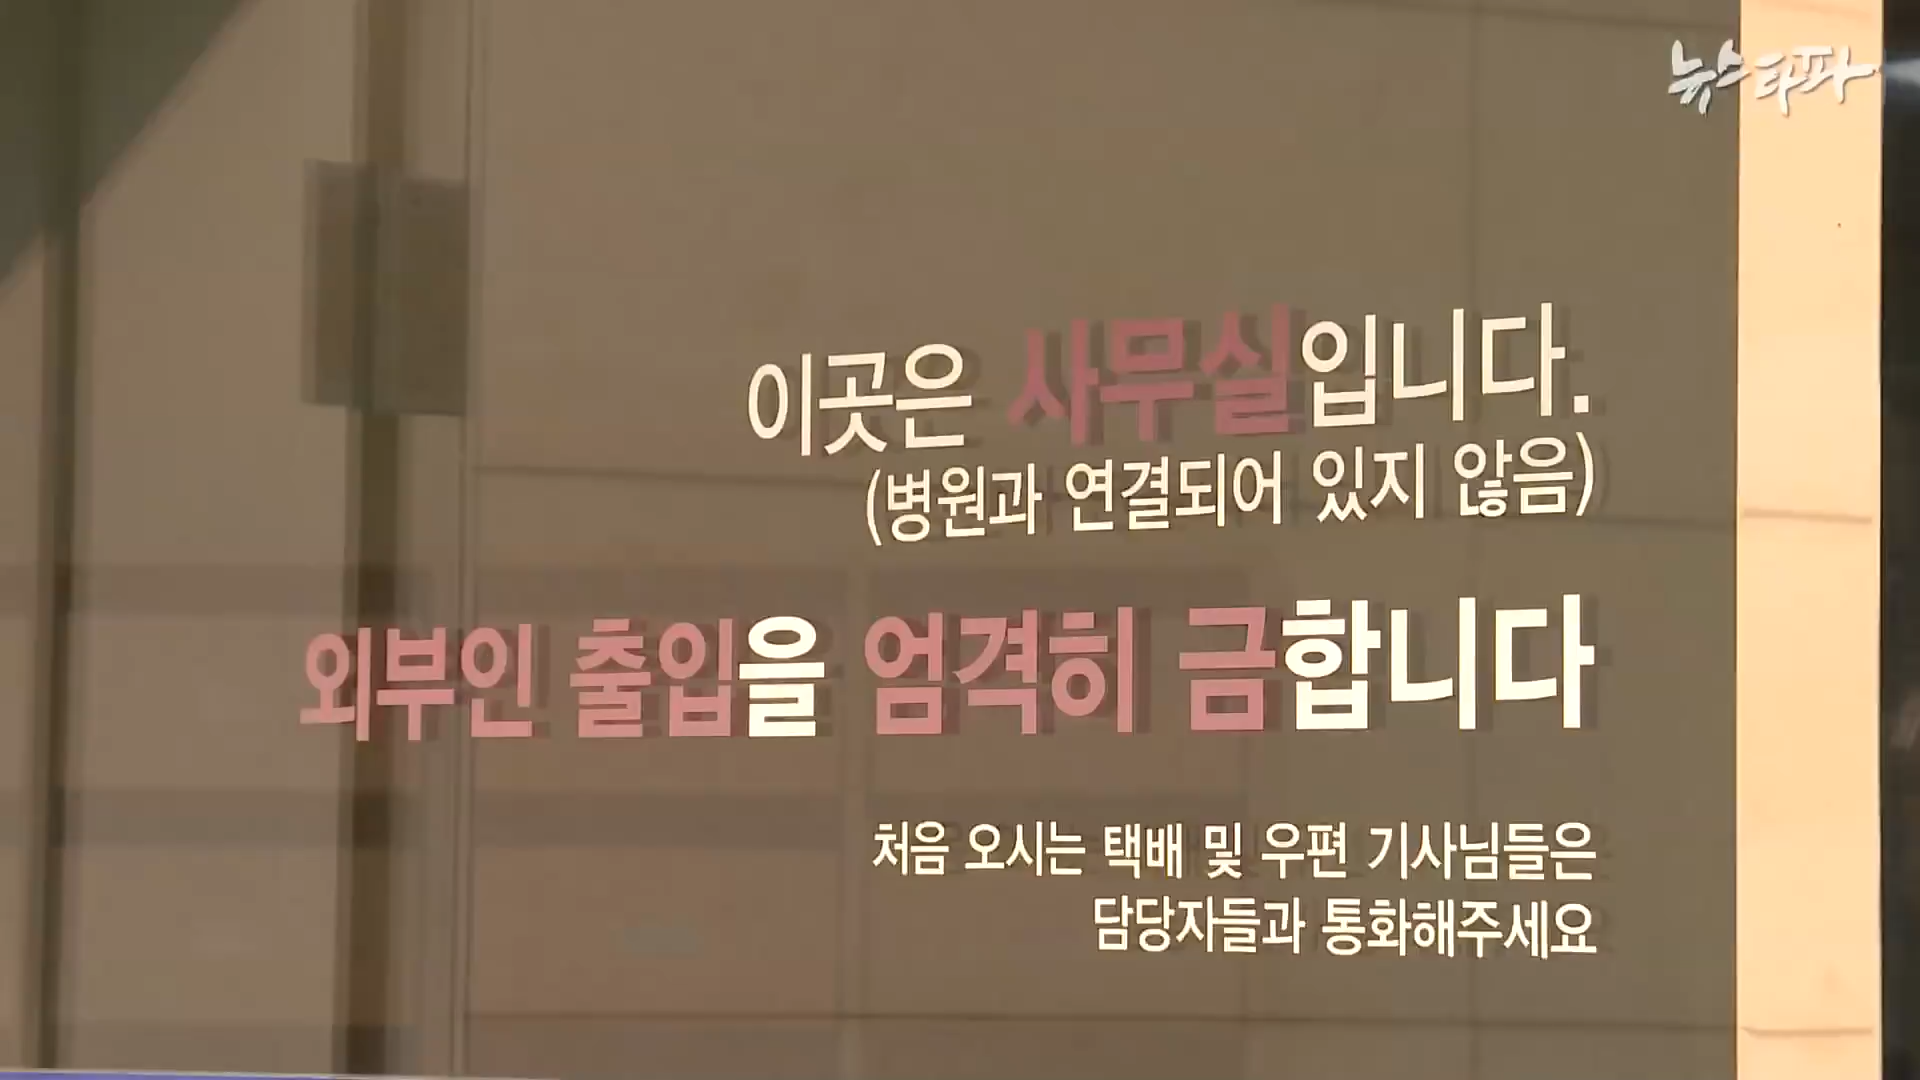 뉴스타파
이곳은 사무실입니다.
(병원과 연결되어 있지 않음)
외부인 출입을 엄격히 금합니다
처음 오시는 택배 및 우편 기사님들은
담당자들과 통화해주세요